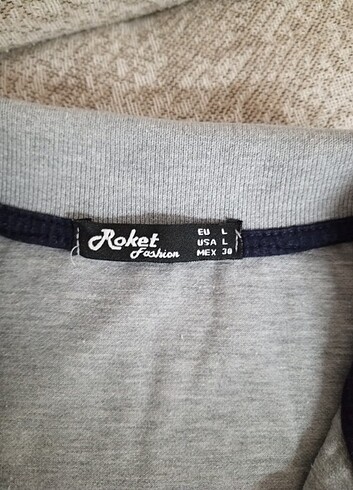 Roket
Fashion
EU L
USA L
MEX 30